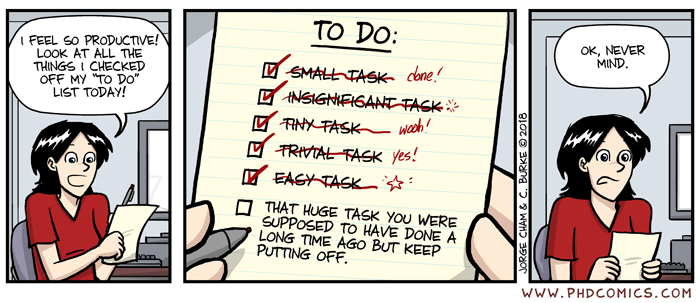 I FEEL SO PRODUCTIVE!
LOOK AT ALL THE
THINGS I CHECKED
OFF MY "TO DO"
LIST TODAY!
TO DO:
SMALL TASK done!
INSIGNIFICANT TASK
TINY TASK wooh!
TRIVIAL TASK yes!
EASY TASK
THAT HUGE TASK YOU WERE
SUPPOSED TO HAVE DONE A
LONG TIME AGO BUT KEEP
PUTTING OFF.
JORGE CHAM & C. BURKE © 2018
OK, NEVER
MIND.
WWW.PHDCOMICS.COM